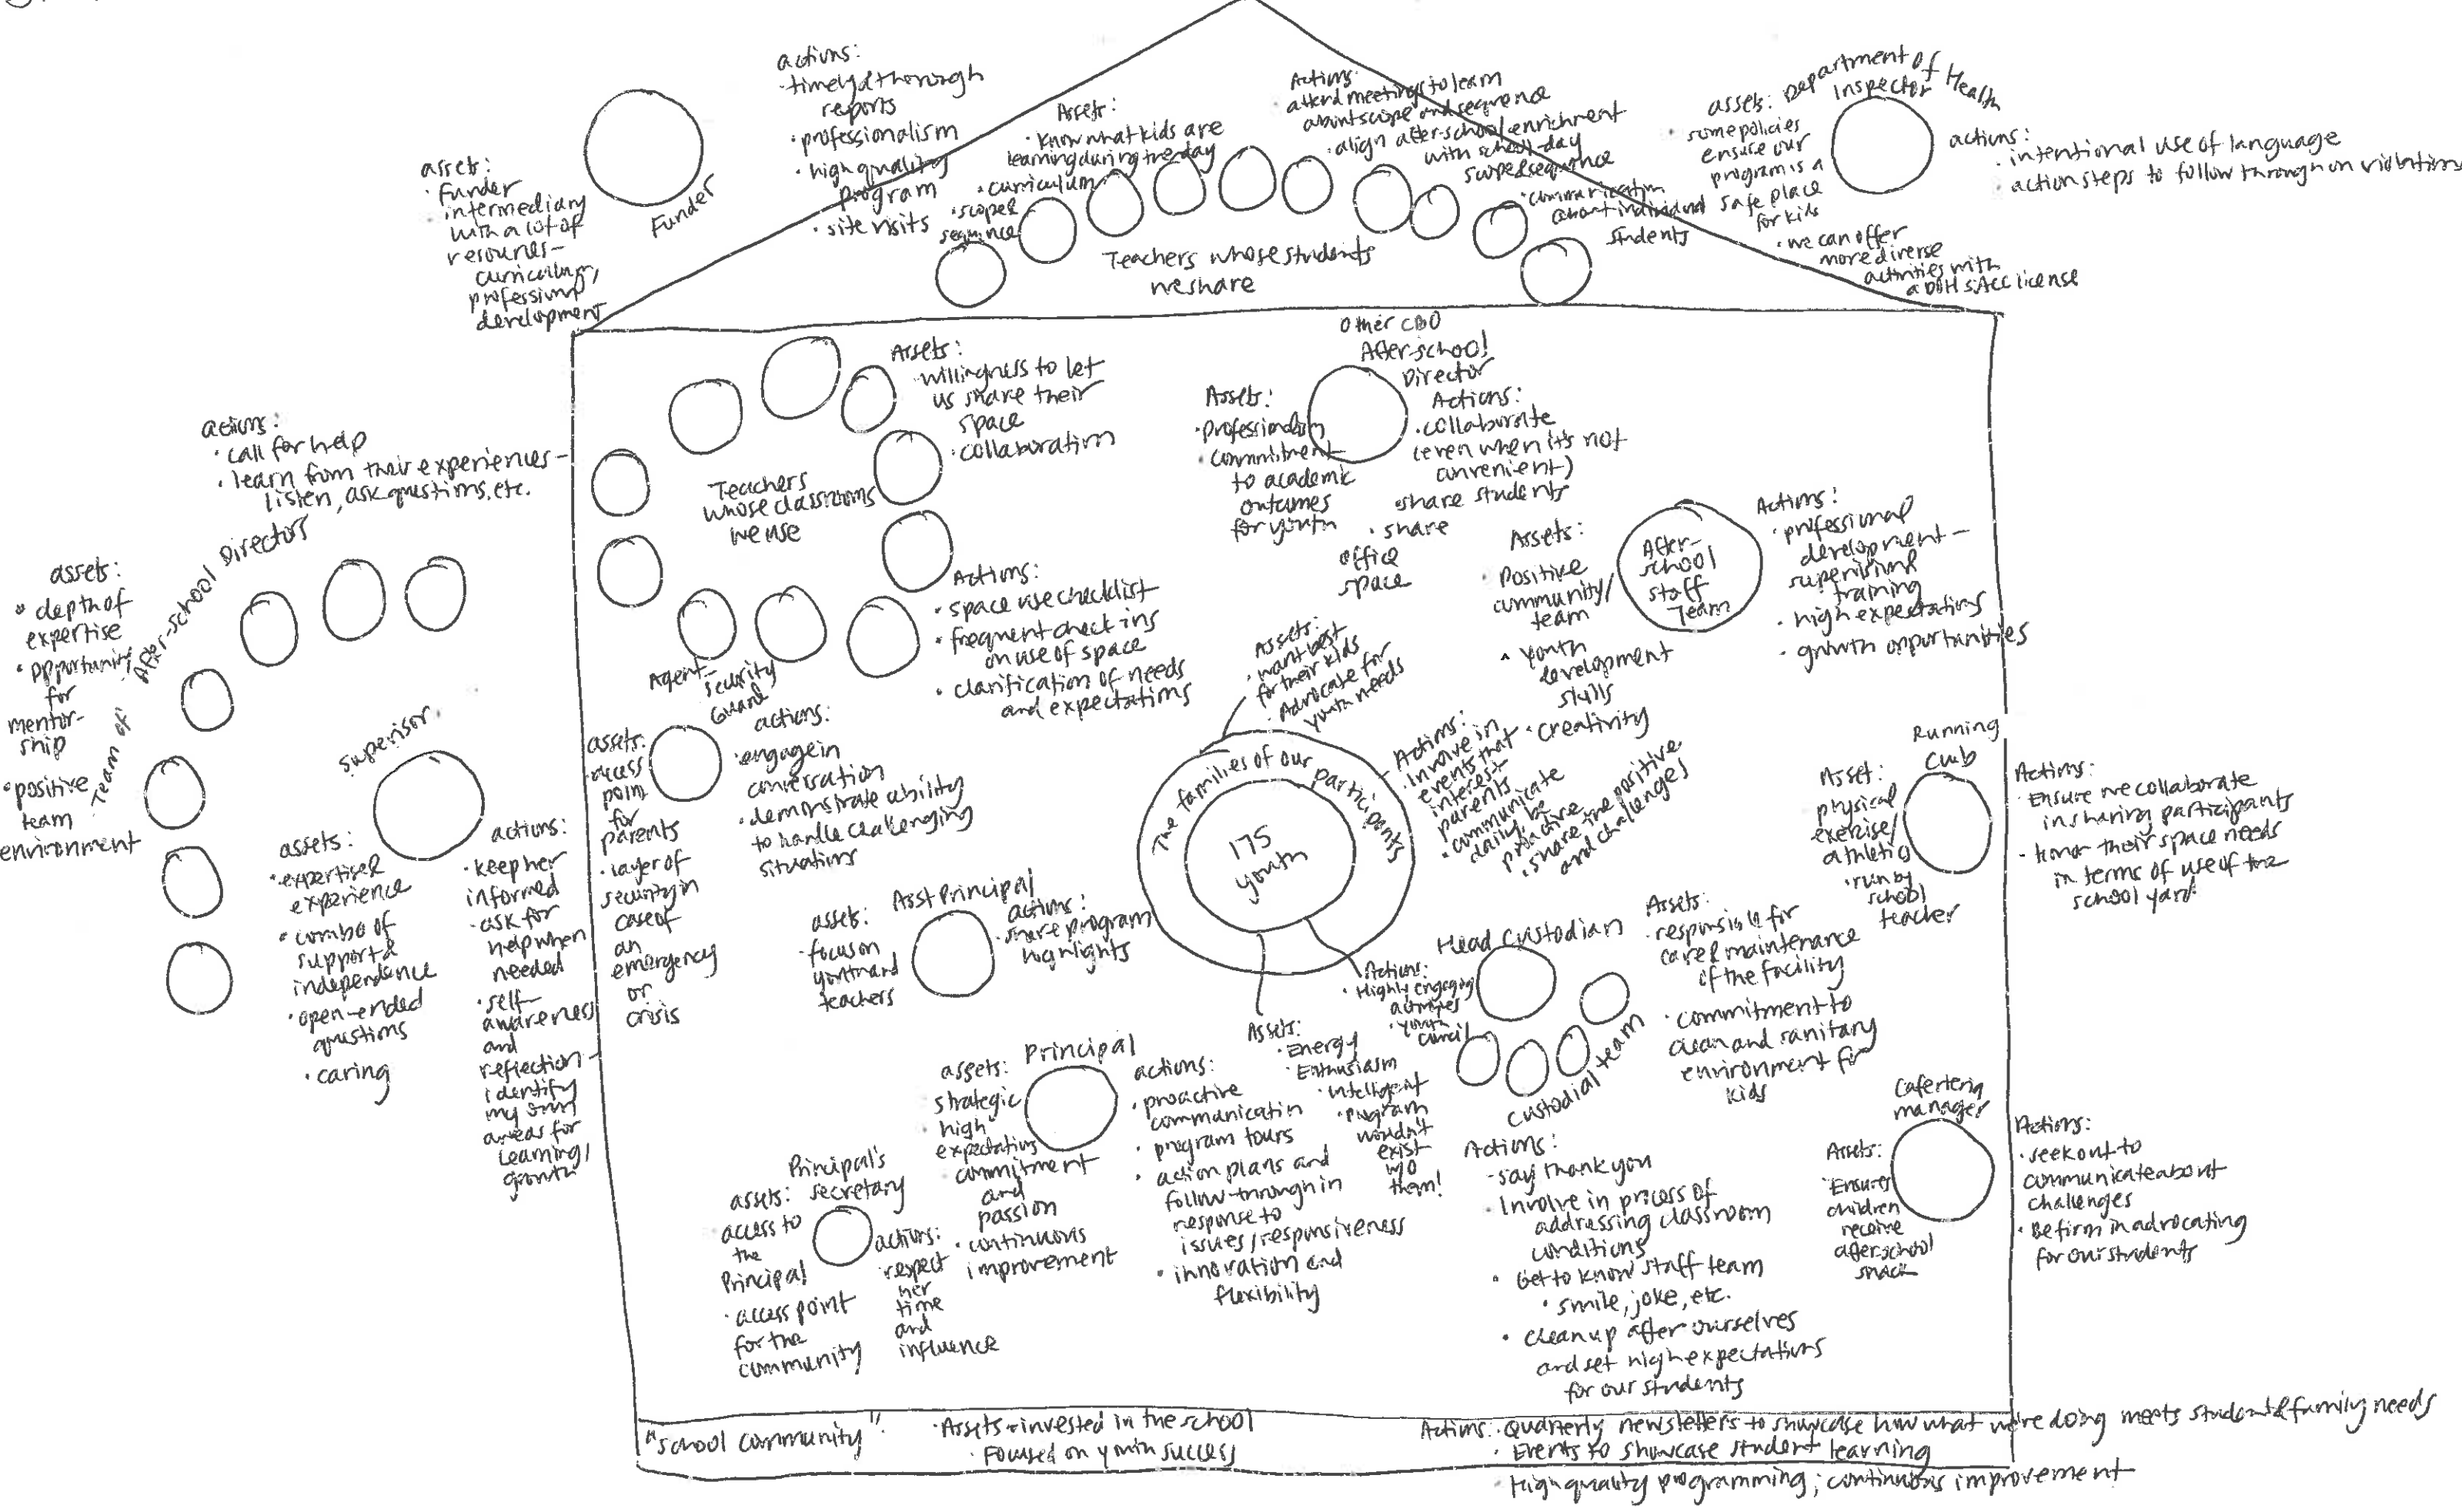 actions:
· timely & thorough
reports
· professionalism
· high quality
program
· site visits
assets:
· funder
intermediary
with a lot of
resources –
curriculum,
professional
development
Funder
Assets:
· know what kids are
learning during the day
· curriculum
· scope &
sequence
Actions:
attend meetings to learn
about scope and sequence
· align after-school enrichment
with school-day
scope & sequence
· communication
about individual
students
Teachers whose students
we share
Department of Health
Inspector
assets:
· some policies
ensure our
program is a
safe place
for kids
· we can offer
more diverse
activities with
a DOH SACC license
actions:
· intentional use of language
· action steps to follow through on violations
actions:
· call for help
· learn from their experiences –
listen, ask questions, etc.
Team of After-School Directors
assets:
· depth of
expertise
· opportunity
for
mentor-
ship
· positive
team
environment
supervisor
assets:
· expertise &
experience
· combo of
support &
independence
· open-ended
questions
· caring
actions:
· keep her
informed
· ask for
help when
needed
· self-
awareness
and
reflection –
identify
my own
areas for
learning/
growth
Assets:
· willingness to let
us share their
space
· collaboration
Teachers
whose classrooms
we use
Actions:
· space use checklist
· frequent check ins
on use of space
· clarification of needs
and expectations
Other CBO
After-school
Director
Assets:
· professionalism
· commitment
to academic
outcomes
for youth
Actions:
· collaborate
(even when it's not
convenient)
· share students
· share
office
space
After-
school
staff
Team
Assets:
· Positive
community/
team
· youth
development
skills
· creativity
Actions:
· professional
development –
supervision &
training
· high expectations
· growth opportunities
Agent –
security
guard
assets:
· access
point
for
parents
· layer of
security in
case of
an
emergency
or
crisis
actions:
· engage in
conversation
· demonstrate ability
to handle challenging
situations
The families of our participants
Assets:
· want best
for their kids
· Advocate for
youth needs
Actions:
· Involve in
events that
interest
parents
· communicate
daily, be
proactive
· share the positive
and challenges
175
youth
Assets:
· Energy
· Enthusiasm
· intelligent
· program
wouldn't
exist
w/o
them!
Actions:
· Highly engaging
activities
· Youth
council
Running
Club
Asset:
physical
exercise/
athletic
· run by
school
teacher
Actions:
· Ensure we collaborate
in sharing participants
· honor their space needs
in terms of use of the
school yard
Asst Principal
assets:
· focus on
youth and
teachers
actions:
· share program
highlights
Head Custodian
custodial team
Assets:
· responsible for
care & maintenance
of the facility
· commitment to
clean and sanitary
environment for
kids
Actions:
· say thank you
· Involve in process of
addressing classroom
conditions
· Get to know staff team
· smile, joke, etc.
· clean up after ourselves
and set high expectations
for our students
Principal
assets:
· strategic
· high
expectations
commitment
and
passion
· continuous
improvement
actions:
· proactive
communication
· program tours
· action plans and
follow-through in
response to
issues/responsiveness
· innovation and
flexibility
Principal's
secretary
assets:
access to
the
Principal
· access point
for the
community
actions:
respect
her
time
and
influence
Cafeteria
manager
Assets:
· Ensures
children
receive
after school
snack
Actions:
· seek out to
communicate about
challenges
· Be firm in advocating
for our students
"school community"
· Assets – invested in the school
· Focused on youth success
Actions: · Quarterly newsletters to showcase how what we're doing meets student & family needs
· Events to showcase student learning
· High quality programming; continuous improvement